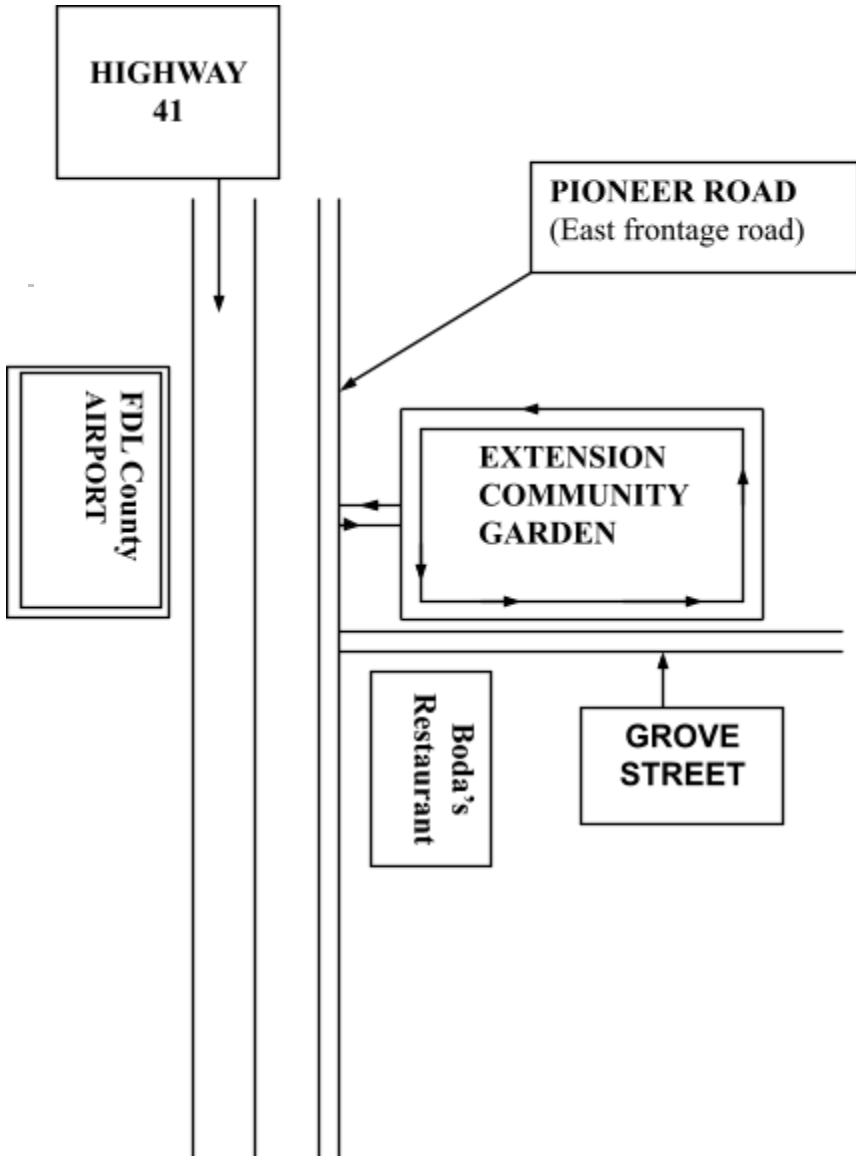 HIGHWAY
41
PIONEER ROAD
(East frontage road)
FDL County
AIRPORT
EXTENSION
COMMUNITY
GARDEN
Boda's
Restaurant
GROVE
STREET